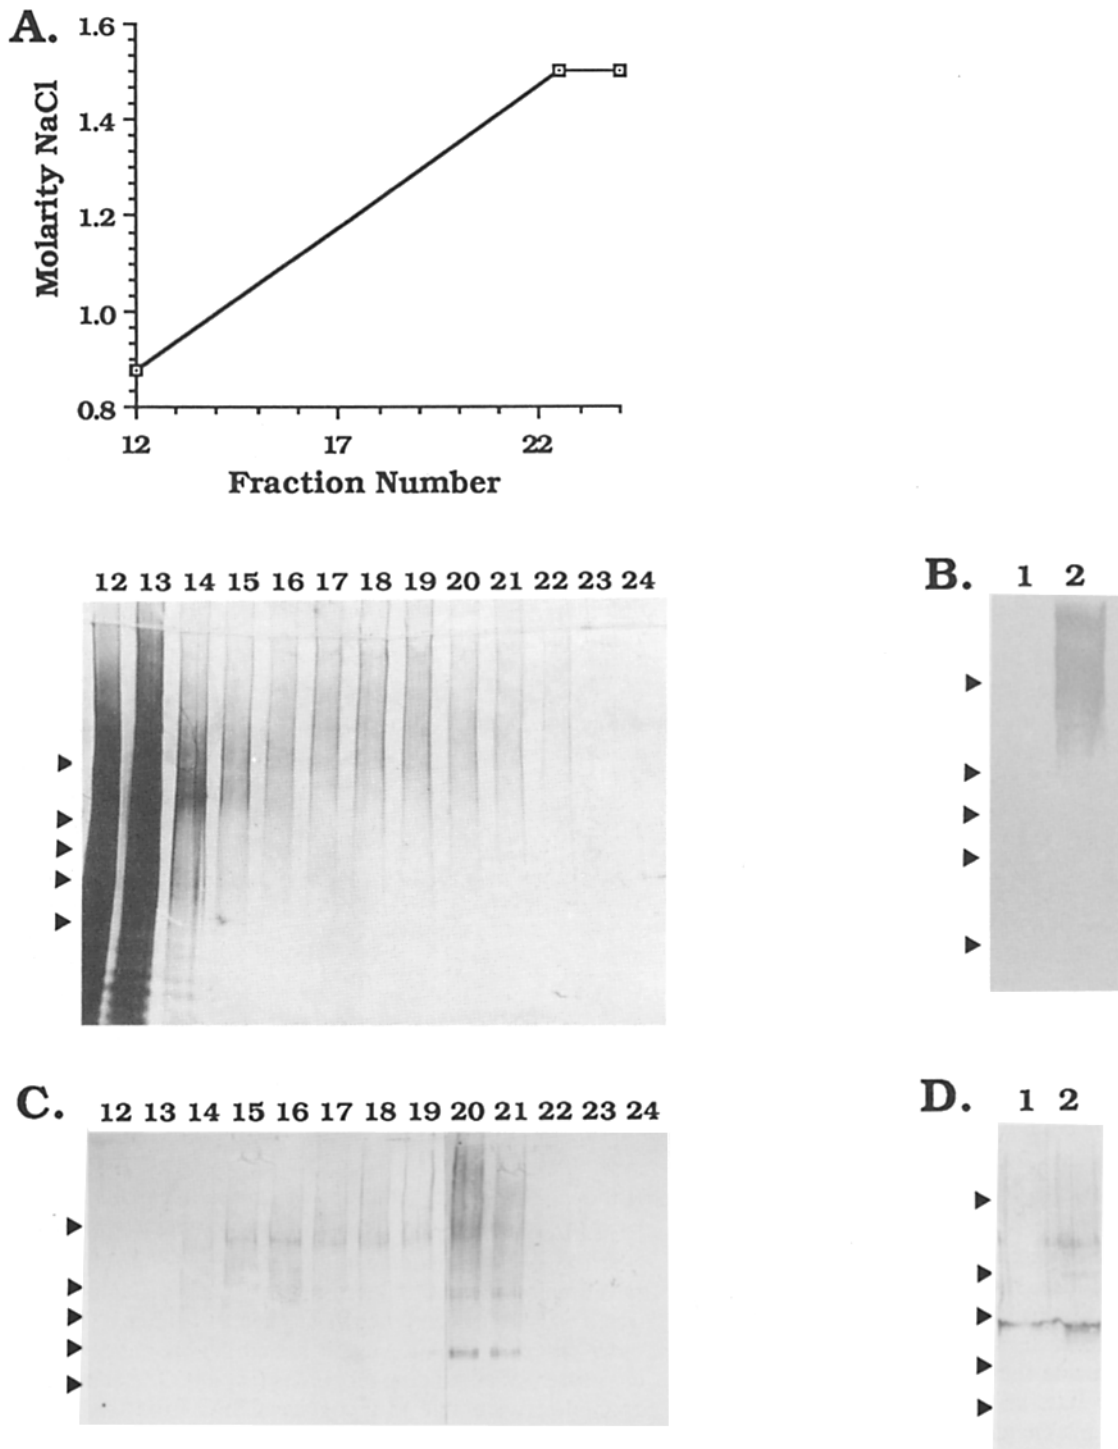 A.
1.6
1.4
1.2
1.0
0.8
Molarity NaCl
12 17 22
Fraction Number
12 13 14 15 16 17 18 19 20 21 22 23 24
B. 1 2
C. 12 13 14 15 16 17 18 19 20 21 22 23 24
D. 1 2